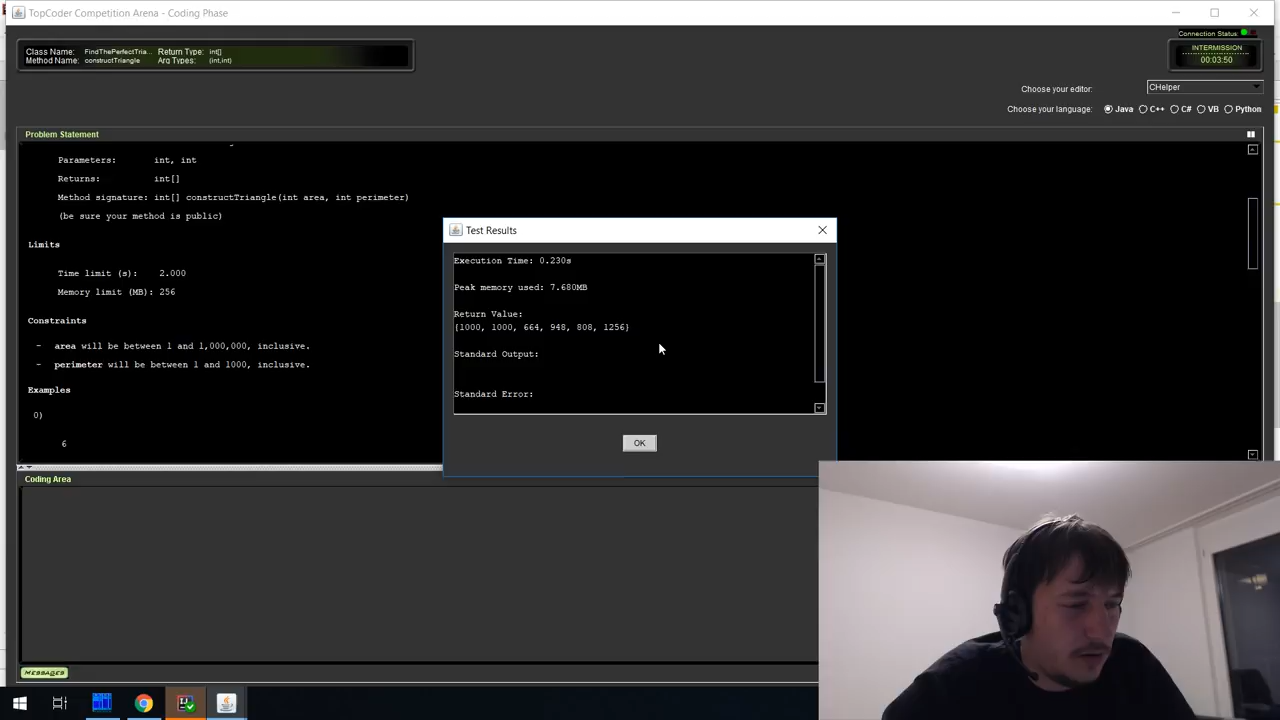 TopCoder Competition Arena - Coding Phase
Class Name: FindThePerfectTria... Return Type: int[]
Method Name: constructTriangle Arg Types: (int,int)
Connection Status
INTERMISSION
00:03:50
Choose your editor: CHelper
Choose your language: Java C++ C# VB Python
Problem Statement
Parameters: int, int
Returns: int[]
Method signature: int[] constructTriangle(int area, int perimeter)
(be sure your method is public)
Limits
Time limit (s): 2.000
Memory limit (MB): 256
Constraints
- area will be between 1 and 1,000,000, inclusive.
- perimeter will be between 1 and 1000, inclusive.
Examples
0)
6
Test Results
Execution Time: 0.230s
Peak memory used: 7.680MB
Return Value:
{1000, 1000, 664, 948, 808, 1256}
Standard Output:
Standard Error:
OK
Coding Area
MESSAGES